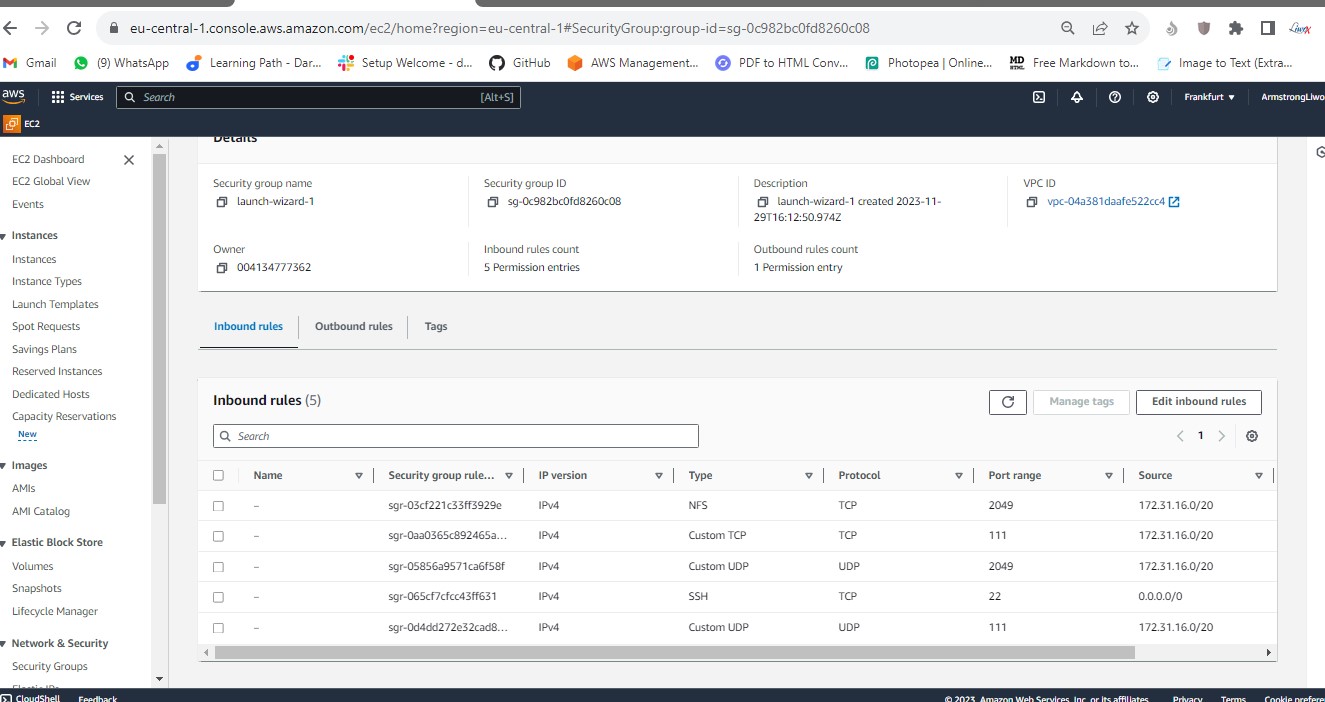 eu-central-1.console.aws.amazon.com/ec2/home?region=eu-central-1#SecurityGroup:group-id=sg-0c982bc0fd8260c08
Gmail (9) WhatsApp Learning Path - Dar... Setup Welcome - d... GitHub AWS Management... PDF to HTML Conv... Photopea | Online... Free Markdown to... Image to Text (Extra...
aws Services Search [Alt+S] Frankfurt ArmstrongLiwo
EC2
Details
EC2 Dashboard
EC2 Global View
Events
Instances
Instances
Instance Types
Launch Templates
Spot Requests
Savings Plans
Reserved Instances
Dedicated Hosts
Capacity Reservations
New
Images
AMIs
AMI Catalog
Elastic Block Store
Volumes
Snapshots
Lifecycle Manager
Network & Security
Security Groups
Security group name Security group ID Description VPC ID
launch-wizard-1 sg-0c982bc0fd8260c08 launch-wizard-1 created 2023-11- vpc-04a381daafe522cc4
29T16:12:50.974Z
Owner Inbound rules count Outbound rules count
004134777362 5 Permission entries 1 Permission entry
Inbound rules Outbound rules Tags
Inbound rules (5) Manage tags Edit inbound rules
Search 1
Name Security group rule... IP version Type Protocol Port range Source
– sgr-03cf221c33ff3929e IPv4 NFS TCP 2049 172.31.16.0/20
– sgr-0aa0365c892465a... IPv4 Custom TCP TCP 111 172.31.16.0/20
– sgr-05856a9571ca6f58f IPv4 Custom UDP UDP 2049 172.31.16.0/20
– sgr-065cf7cfcc43ff631 IPv4 SSH TCP 22 0.0.0.0/0
– sgr-0d4dd272e32cad8... IPv4 Custom UDP UDP 111 172.31.16.0/20
CloudShell Feedback © 2023, Amazon Web Services, Inc. or its affiliates. Privacy Terms Cookie prefere